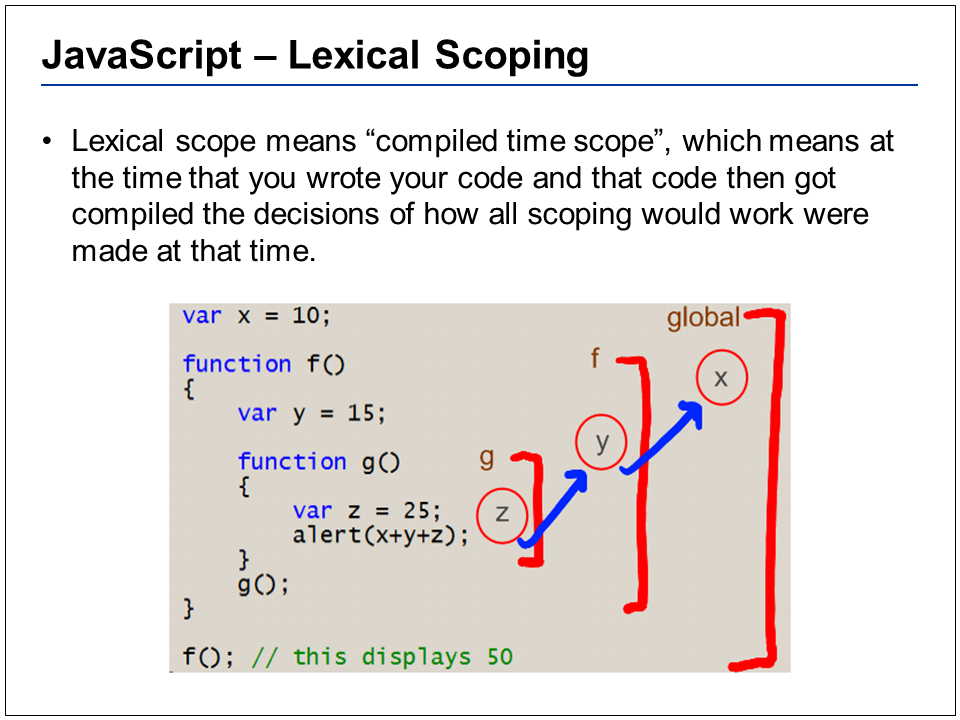 JavaScript – Lexical Scoping
• Lexical scope means “compiled time scope”, which means at
the time that you wrote your code and that code then got
compiled the decisions of how all scoping would work were
made at that time.
var x = 10;
global
function f()
f
x
{
var y = 15;
y
function g()
g
{
var z = 25;
z
alert(x+y+z);
}
g();
}
f(); // this displays 50